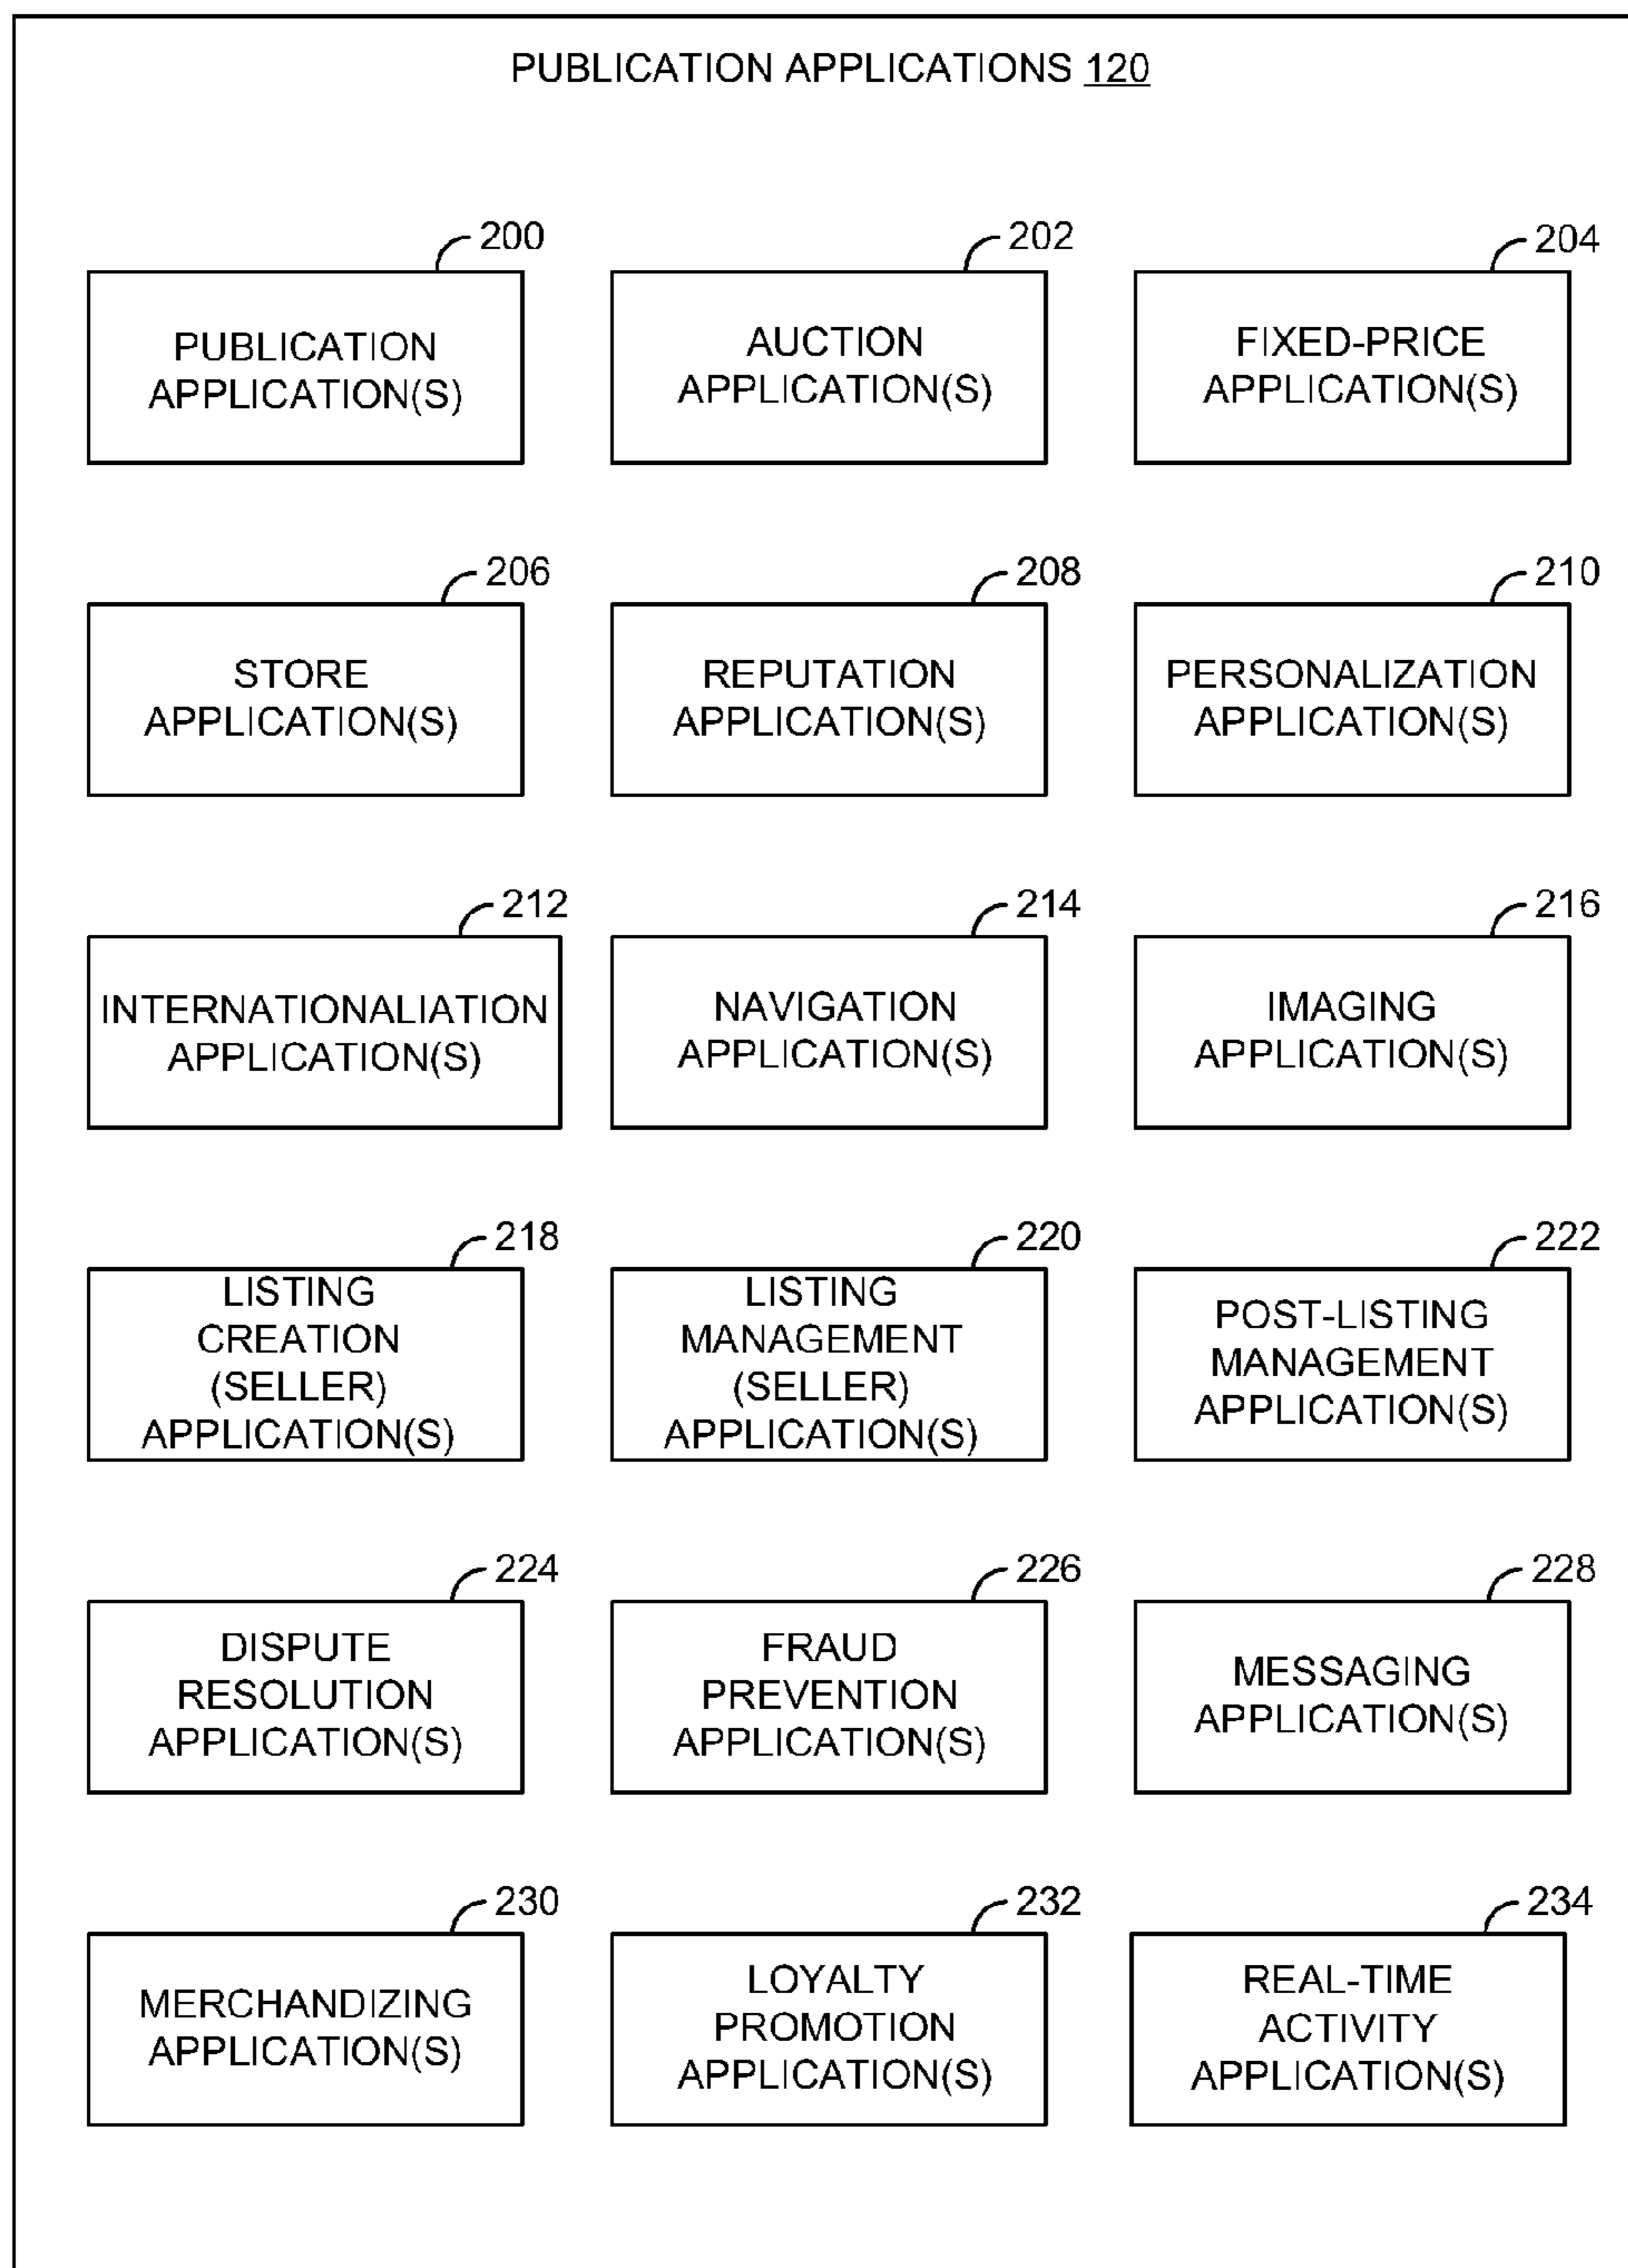 PUBLICATION APPLICATIONS 120
200
PUBLICATION
APPLICATION(S)
202
AUCTION
APPLICATION(S)
204
FIXED-PRICE
APPLICATION(S)
206
STORE
APPLICATION(S)
208
REPUTATION
APPLICATION(S)
210
PERSONALIZATION
APPLICATION(S)
212
INTERNATIONALIATION
APPLICATION(S)
214
NAVIGATION
APPLICATION(S)
216
IMAGING
APPLICATION(S)
218
LISTING
CREATION
(SELLER)
APPLICATION(S)
220
LISTING
MANAGEMENT
(SELLER)
APPLICATION(S)
222
POST-LISTING
MANAGEMENT
APPLICATION(S)
224
DISPUTE
RESOLUTION
APPLICATION(S)
226
FRAUD
PREVENTION
APPLICATION(S)
228
MESSAGING
APPLICATION(S)
230
MERCHANDIZING
APPLICATION(S)
232
LOYALTY
PROMOTION
APPLICATION(S)
234
REAL-TIME
ACTIVITY
APPLICATION(S)